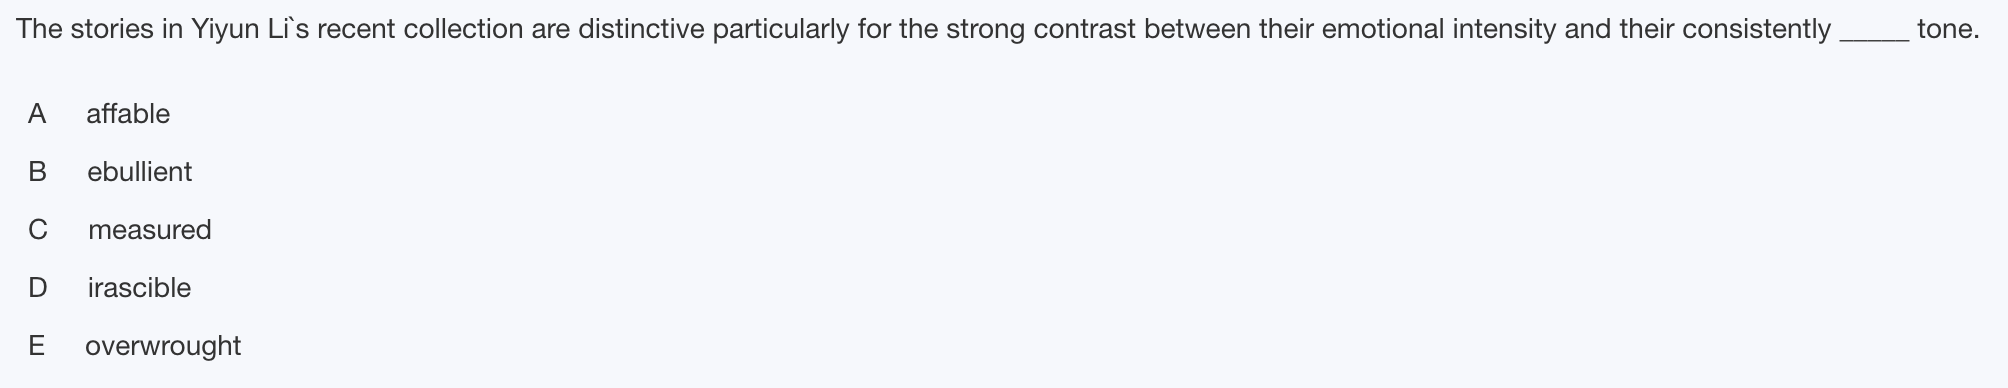 The stories in Yiyun Li`s recent collection are distinctive particularly for the strong contrast between their emotional intensity and their consistently _____ tone.
A affable
B ebullient
C measured
D irascible
E overwrought